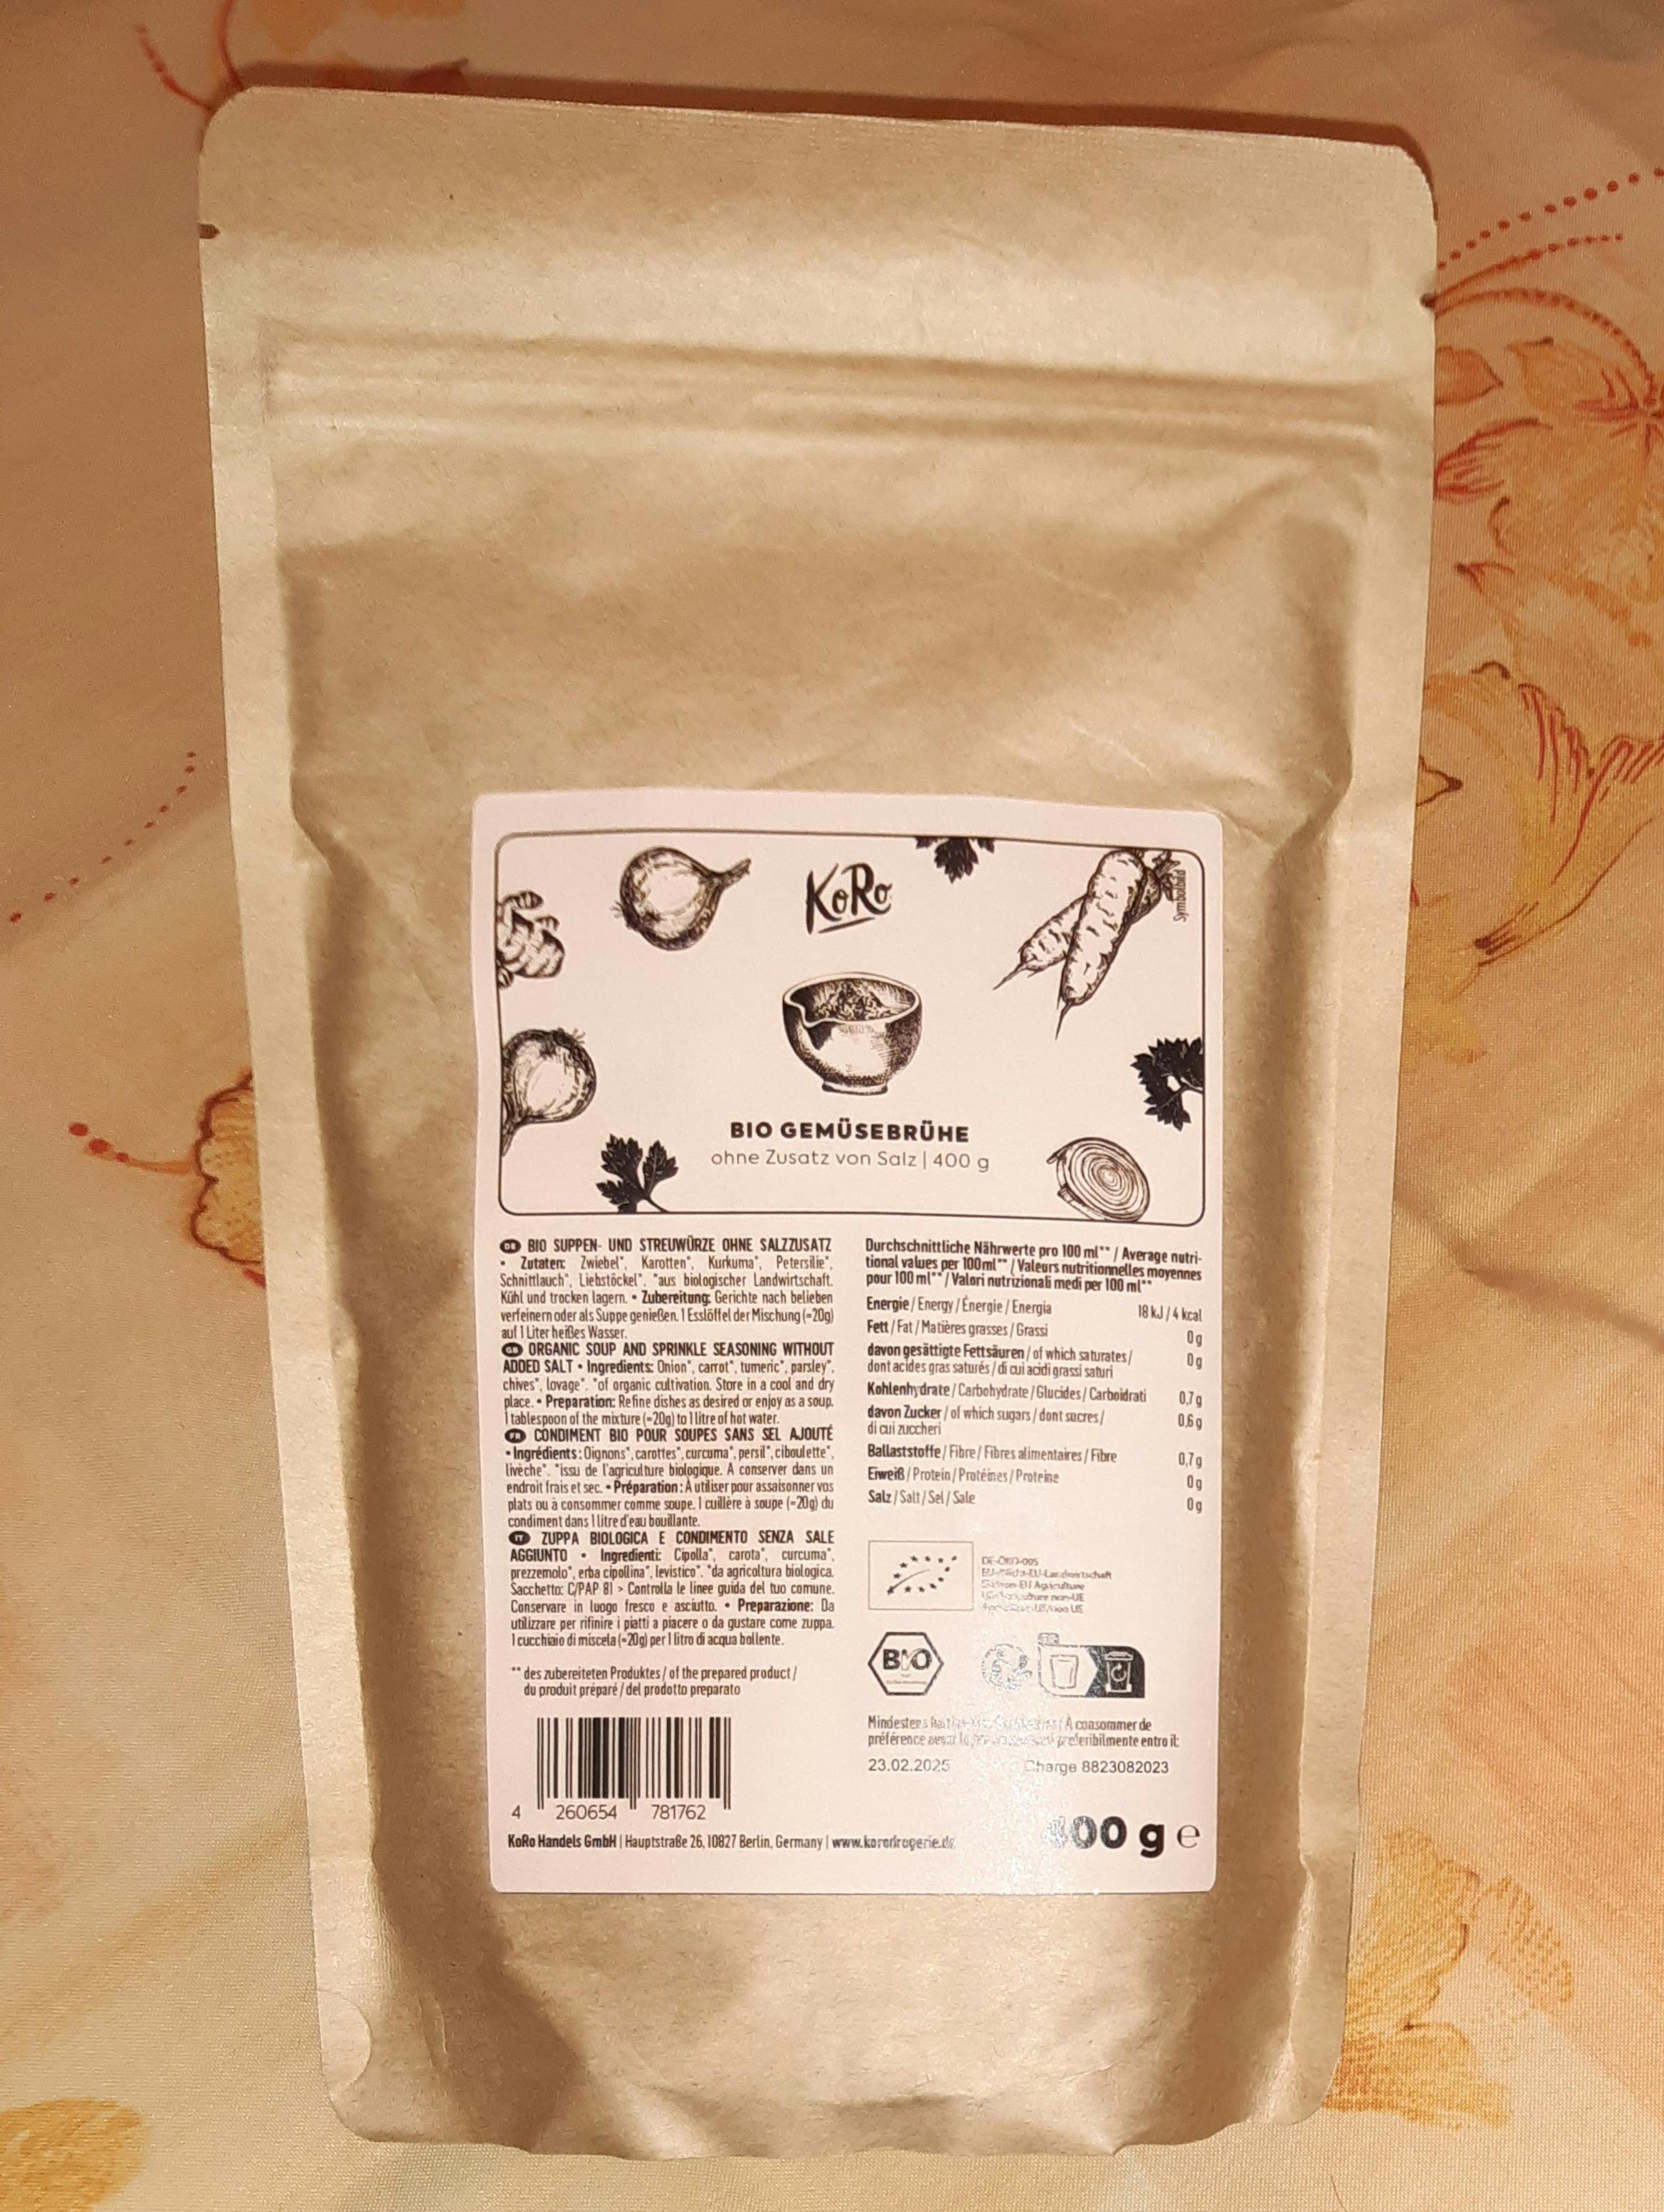 KoRo
Symbolbild
BIO GEMÜSEBRÜHE
ohne Zusatz von Salz | 400 g
DE BIO SUPPEN- UND STREUWÜRZE OHNE SALZZUSATZ
• Zutaten: Zwiebel*, Karotten*, Kurkuma*, Petersilie*,
Schnittlauch*, Liebstöckel*. *aus biologischer Landwirtschaft.
Kühl und trocken lagern. • Zubereitung: Gerichte nach belieben
verfeinern oder als Suppe genießen. 1 Esslöffel der Mischung (=20g)
auf 1 Liter heißes Wasser.
GB ORGANIC SOUP AND SPRINKLE SEASONING WITHOUT
ADDED SALT • Ingredients: Onion*, carrot*, tumeric*, parsley*,
chives*, lovage*. *of organic cultivation. Store in a cool and dry
place. • Preparation: Refine dishes as desired or enjoy as a soup.
1 tablespoon of the mixture (=20g) to 1 litre of hot water.
FR CONDIMENT BIO POUR SOUPES SANS SEL AJOUTÉ
• Ingrédients : Oignons*, carottes*, curcuma*, persil*, ciboulette*,
livèche*. *issu de l'agriculture biologique. A conserver dans un
endroit frais et sec. • Préparation : À utiliser pour assaisonner vos
plats ou à consommer comme soupe. 1 cuillère à soupe (=20g) du
condiment dans 1 litre d'eau bouillante.
IT ZUPPA BIOLOGICA E CONDIMENTO SENZA SALE
AGGIUNTO • Ingredienti: Cipolla*, carota*, curcuma*,
prezzemolo*, erba cipollina*, levistico*. *da agricoltura biologica.
Sacchetto: C/PAP 81 > Controlla le linee guida del tuo comune.
Conservare in luogo fresco e asciutto. • Preparazione: Da
utilizzare per rifinire i piatti a piacere o da gustare come zuppa.
1 cucchiaio di miscela (=20g) per 1 litro di acqua bollente.
** des zubereiteten Produktes / of the prepared product /
du produit préparé / del prodotto preparato
4 260654 781762
Durchschnittliche Nährwerte pro 100 ml** / Average nutri-
tional values per 100ml** / Valeurs nutritionnelles moyennes
pour 100 ml** / Valori nutrizionali medi per 100 ml**
Energie / Energy / Énergie / Energia 18 kJ / 4 kcal
Fett / Fat / Matières grasses / Grassi 0 g
davon gesättigte Fettsäuren / of which saturates / 0 g
dont acides gras saturés / di cui acidi grassi saturi
Kohlenhydrate / Carbohydrate / Glucides / Carboidrati 0,7 g
davon Zucker / of which sugars / dont sucres / 0,6 g
di cui zuccheri
Ballaststoffe / Fibre / Fibres alimentaires / Fibre 0,7 g
Eiweiß / Protein / Protéines / Proteine 0 g
Salz / Salt / Sel / Sale 0 g
DE-ÖKO-005
EU-/Nicht-EU-Landwirtschaft
Agriculture
BIO
Mindestens / À consommer de
préférence preferibilmente entro il:
23.02.2025 Charge 8823082023
KoRo Handels GmbH | Hauptstraße 26, 10827 Berlin, Germany | www.korodrogerie.de
400 g e